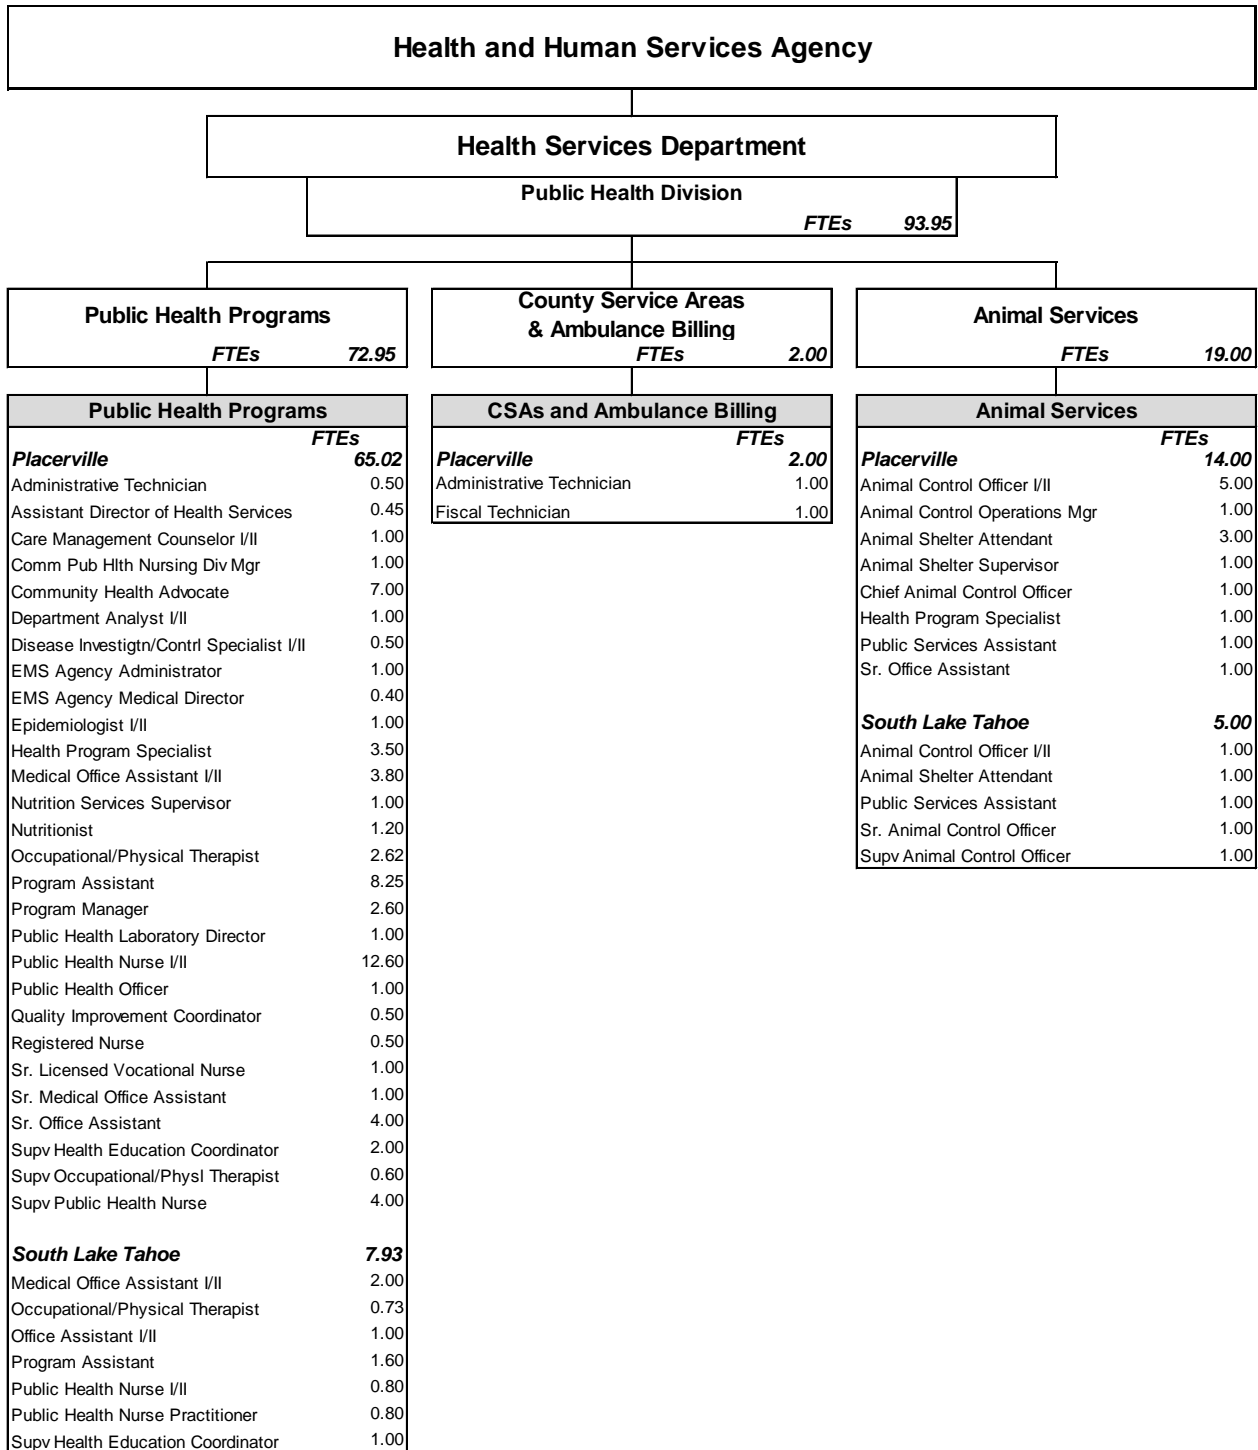 Health and Human Services Agency
Health Services Department
Public Health Division
FTEs 93.95
Public Health Programs
FTEs 72.95
County Service Areas
& Ambulance Billing
FTEs 2.00
Animal Services
FTEs 19.00
Public Health Programs
FTEs
Placerville 65.02
Administrative Technician 0.50
Assistant Director of Health Services 0.45
Care Management Counselor I/II 1.00
Comm Pub Hlth Nursing Div Mgr 1.00
Community Health Advocate 7.00
Department Analyst I/II 1.00
Disease Investigtn/Contrl Specialist I/II 0.50
EMS Agency Administrator 1.00
EMS Agency Medical Director 0.40
Epidemiologist I/II 1.00
Health Program Specialist 3.50
Medical Office Assistant I/II 3.80
Nutrition Services Supervisor 1.00
Nutritionist 1.20
Occupational/Physical Therapist 2.62
Program Assistant 8.25
Program Manager 2.60
Public Health Laboratory Director 1.00
Public Health Nurse I/II 12.60
Public Health Officer 1.00
Quality Improvement Coordinator 0.50
Registered Nurse 0.50
Sr. Licensed Vocational Nurse 1.00
Sr. Medical Office Assistant 1.00
Sr. Office Assistant 4.00
Supv Health Education Coordinator 2.00
Supv Occupational/Physl Therapist 0.60
Supv Public Health Nurse 4.00
South Lake Tahoe 7.93
Medical Office Assistant I/II 2.00
Occupational/Physical Therapist 0.73
Office Assistant I/II 1.00
Program Assistant 1.60
Public Health Nurse I/II 0.80
Public Health Nurse Practitioner 0.80
Supv Health Education Coordinator 1.00
CSAs and Ambulance Billing
FTEs
Placerville 2.00
Administrative Technician 1.00
Fiscal Technician 1.00
Animal Services
FTEs
Placerville 14.00
Animal Control Officer I/II 5.00
Animal Control Operations Mgr 1.00
Animal Shelter Attendant 3.00
Animal Shelter Supervisor 1.00
Chief Animal Control Officer 1.00
Health Program Specialist 1.00
Public Services Assistant 1.00
Sr. Office Assistant 1.00
South Lake Tahoe 5.00
Animal Control Officer I/II 1.00
Animal Shelter Attendant 1.00
Public Services Assistant 1.00
Sr. Animal Control Officer 1.00
Supv Animal Control Officer 1.00